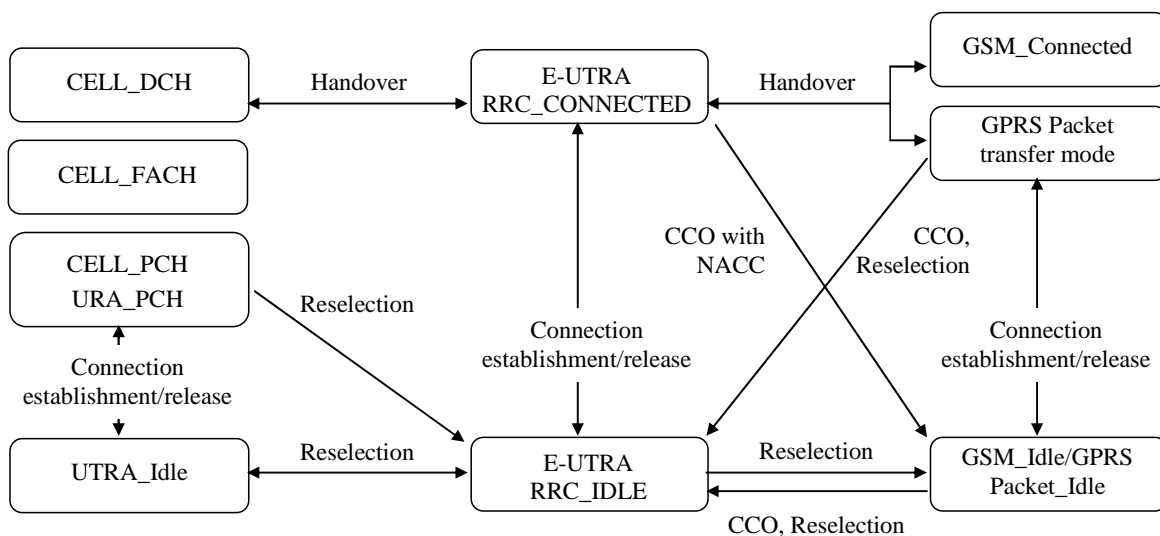 GSM_Connected
CELL_DCH
Handover
E-UTRA
RRC_CONNECTED
Handover
GPRS Packet
transfer mode
CELL_FACH
CCO with
NACC
CCO,
Reselection
CELL_PCH
URA_PCH
Reselection
Connection
establishment/release
Connection
establishment/release
Connection
establishment/release
UTRA_Idle
Reselection
E-UTRA
RRC_IDLE
Reselection
GSM_Idle/GPRS
Packet_Idle
CCO, Reselection